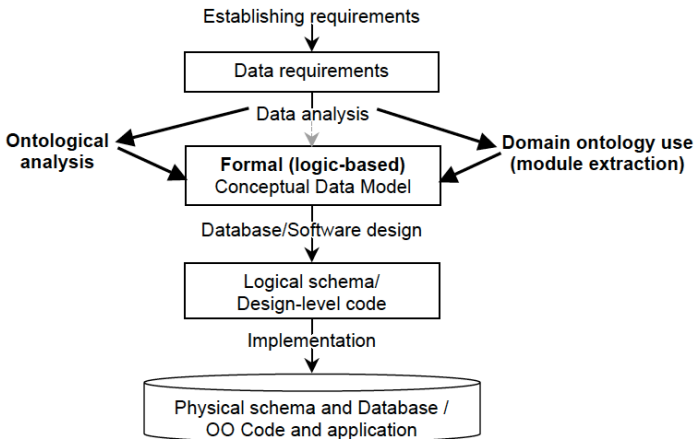 Establishing requirements
Data requirements
Data analysis
Ontological
analysis
Domain ontology use
(module extraction)
Formal (logic-based)
Conceptual Data Model
Database/Software design
Logical schema/
Design-level code
Implementation
Physical schema and Database /
OO Code and application